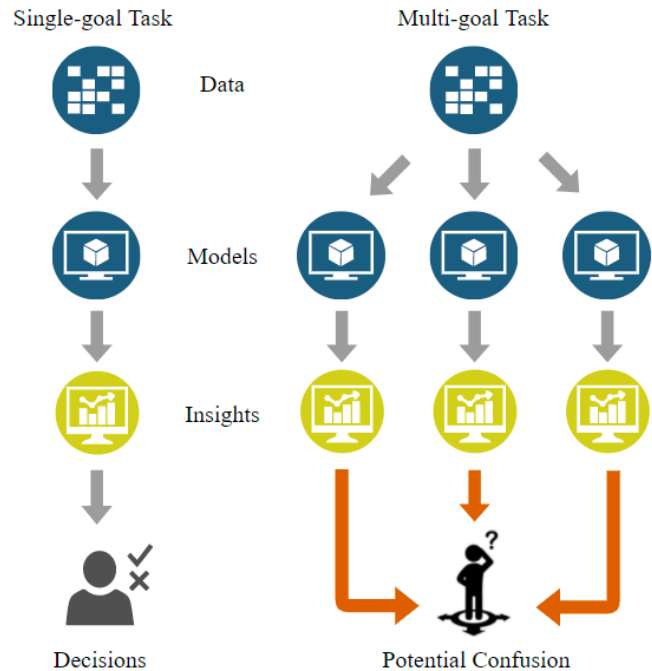 Single-goal Task
Multi-goal Task
Data
Models
Insights
?
Decisions
Potential Confusion